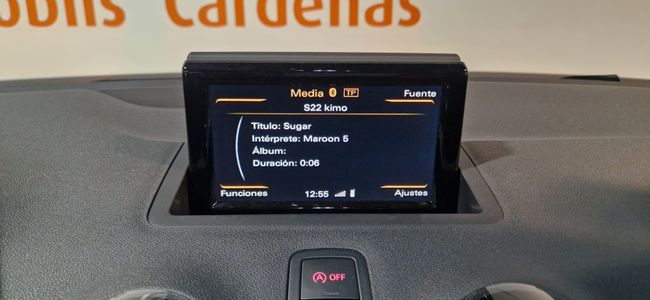 obils Cardenas
Media TP Fuente
S22 kimo
Título: Sugar
Intérprete: Maroon 5
Álbum:
Duración: 0:06
Funciones 12:55 Ajustes
A OFF